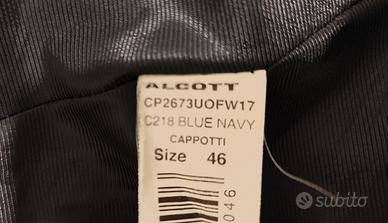 ALCOTT
CP2673UOFW17
C218 BLUE NAVY
CAPPOTTI
Size 46
046
subito